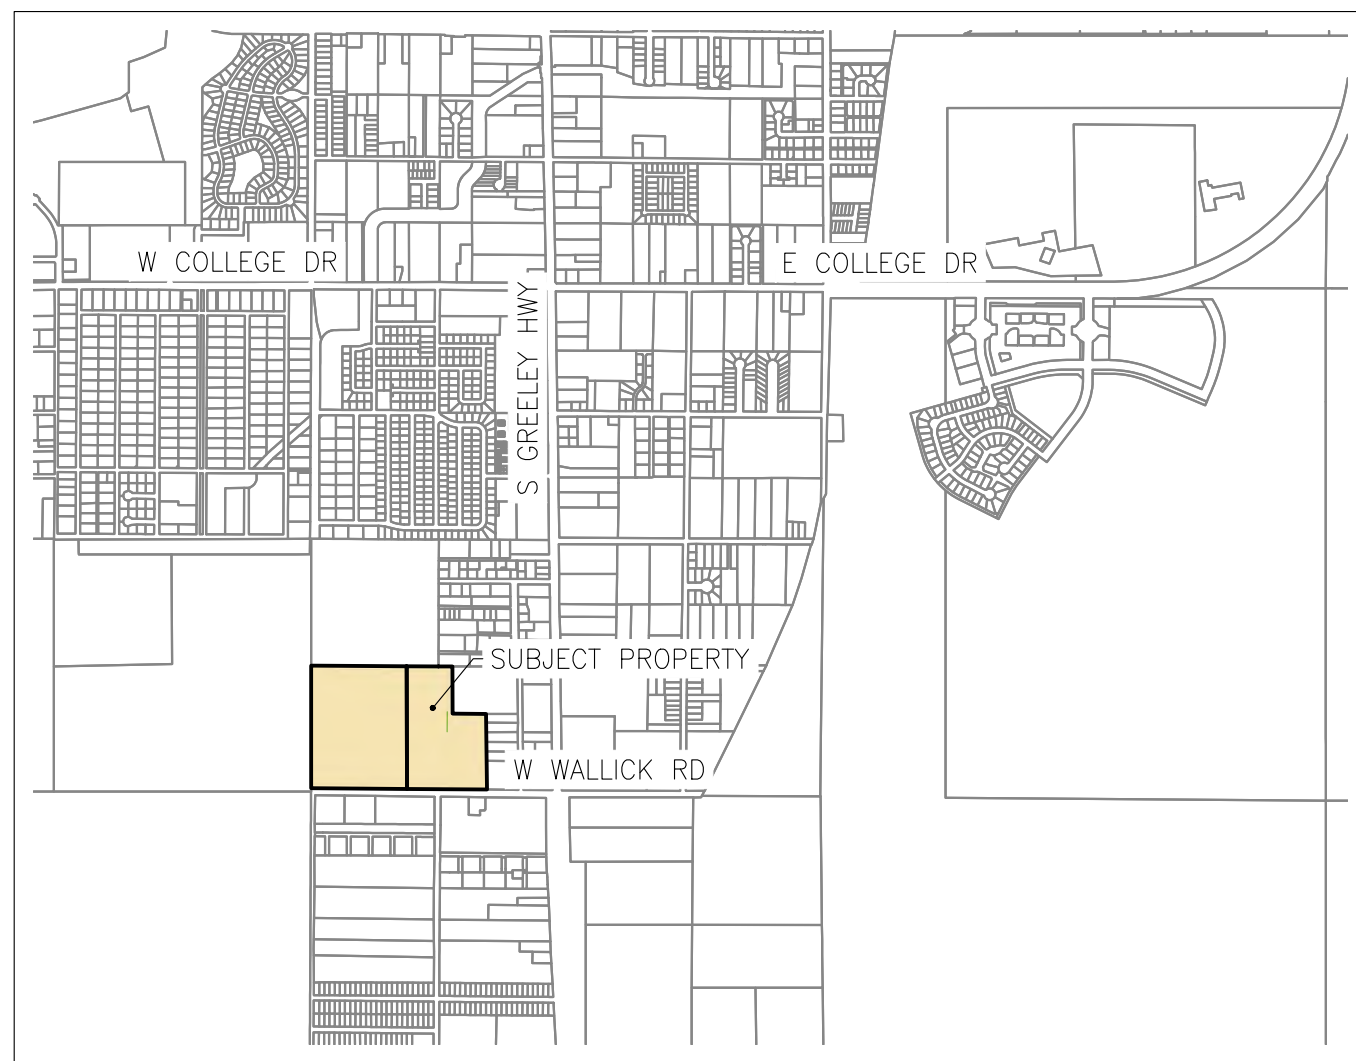 W COLLEGE DR
E COLLEGE DR
S GREELEY HWY
SUBJECT PROPERTY
W WALLICK RD